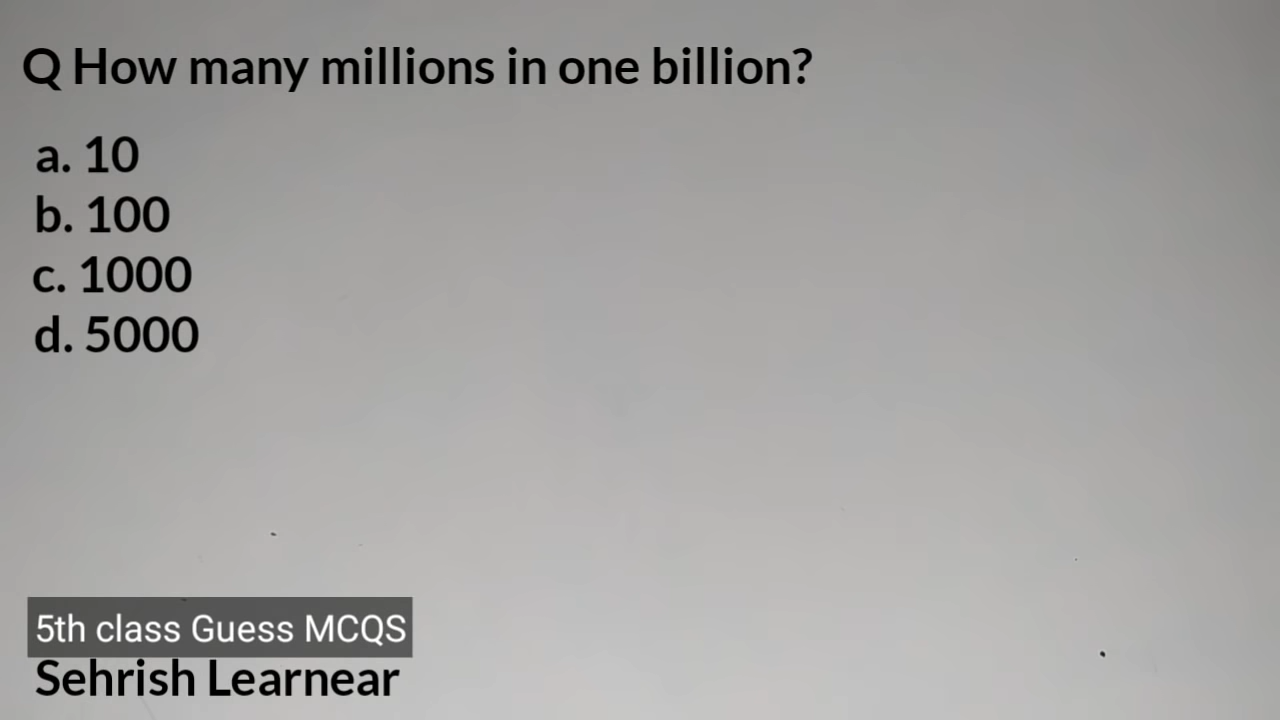 Q How many millions in one billion?
a. 10
b. 100
c. 1000
d. 5000
5th class Guess MCQS
Sehrish Learnear